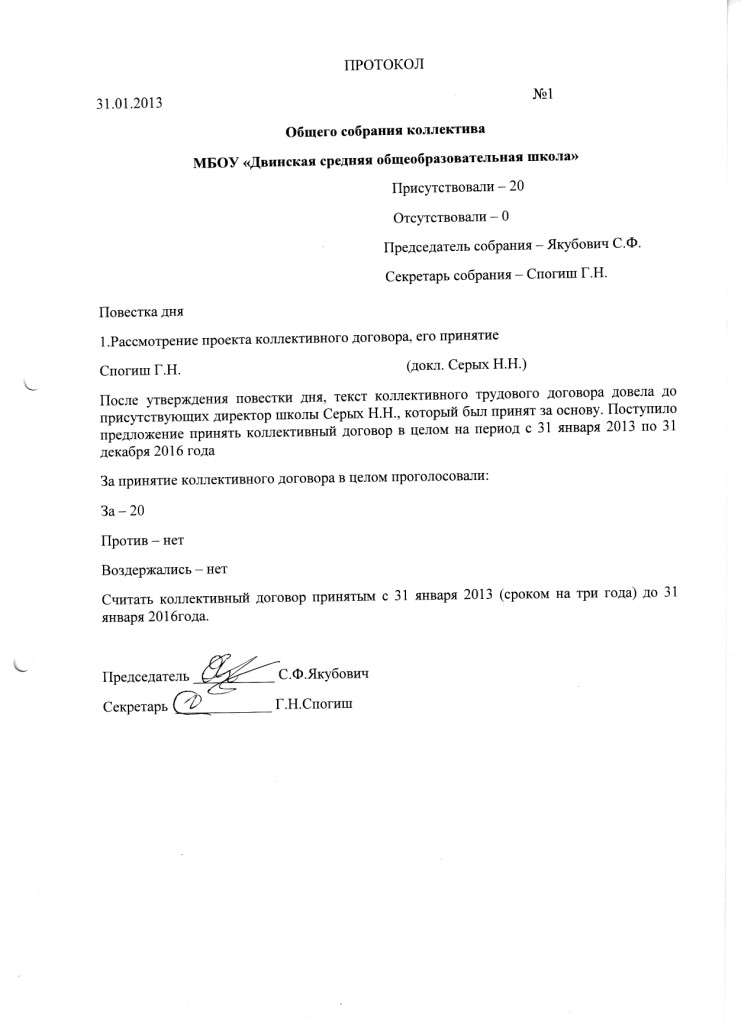 ПРОТОКОЛ
31.01.2013 №1
Общего собрания коллектива
МБОУ «Двинская средняя общеобразовательная школа»
Присутствовали – 20
Отсутствовали – 0
Председатель собрания – Якубович С.Ф.
Секретарь собрания – Спогиш Г.Н.
Повестка дня
1.Рассмотрение проекта коллективного договора, его принятие
Спогиш Г.Н. (докл. Серых Н.Н.)
После утверждения повестки дня, текст коллективного трудового договора довела до
присутствующих директор школы Серых Н.Н., который был принят за основу. Поступило
предложение принять коллективный договор в целом на период с 31 января 2013 по 31
декабря 2016 года
За принятие коллективного договора в целом проголосовали:
За – 20
Против – нет
Воздержались – нет
Считать коллективный договор принятым с 31 января 2013 (сроком на три года) до 31
января 2016года.
Председатель ____________ С.Ф.Якубович
Секретарь ______________ Г.Н.Спогиш